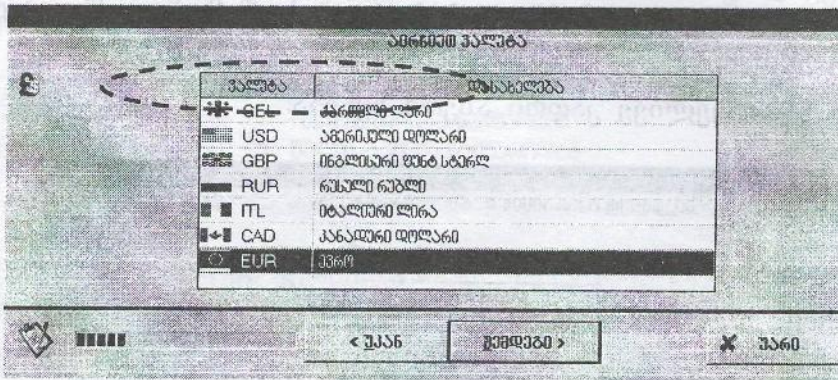 აირჩიეთ ვალუტა
£
ვალუტა დასახელება
GEL ქართული ლარი
USD ამერიკული დოლარი
GBP ინგლისური ფუნტ სტერლ
RUR რუსული რუბლი
ITL იტალიური ლირა
CAD კანადური დოლარი
EUR ევრო
< უკან შემდეგი > უარი